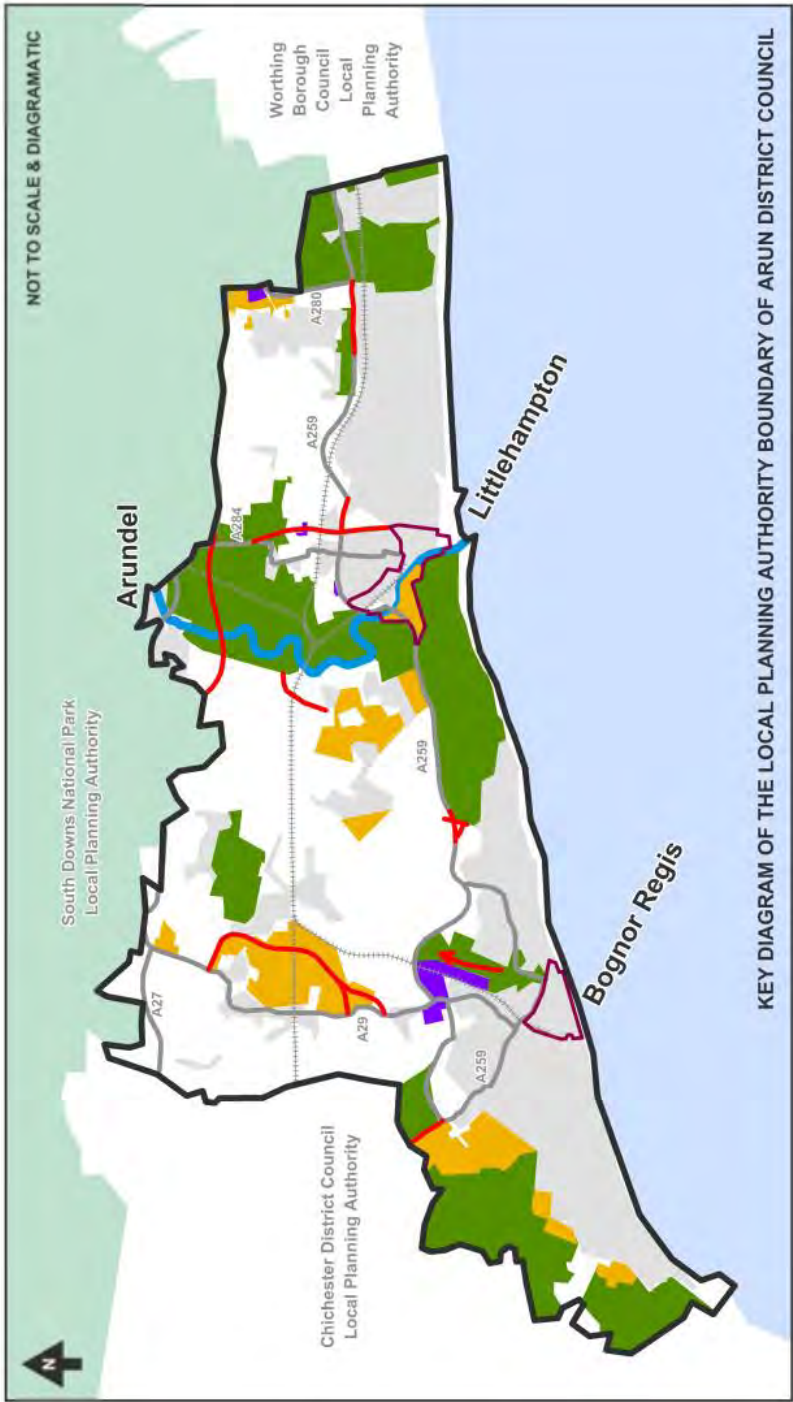 NOT TO SCALE & DIAGRAMATIC
N
South Downs National Park
Local Planning Authority
Arundel
Worthing
Borough
Council
Local
Planning
Authority
A27
A284
A280
A259
A29
A259
A259
Chichester District Council
Local Planning Authority
Littlehampton
Bognor Regis
KEY DIAGRAM OF THE LOCAL PLANNING AUTHORITY BOUNDARY OF ARUN DISTRICT COUNCIL